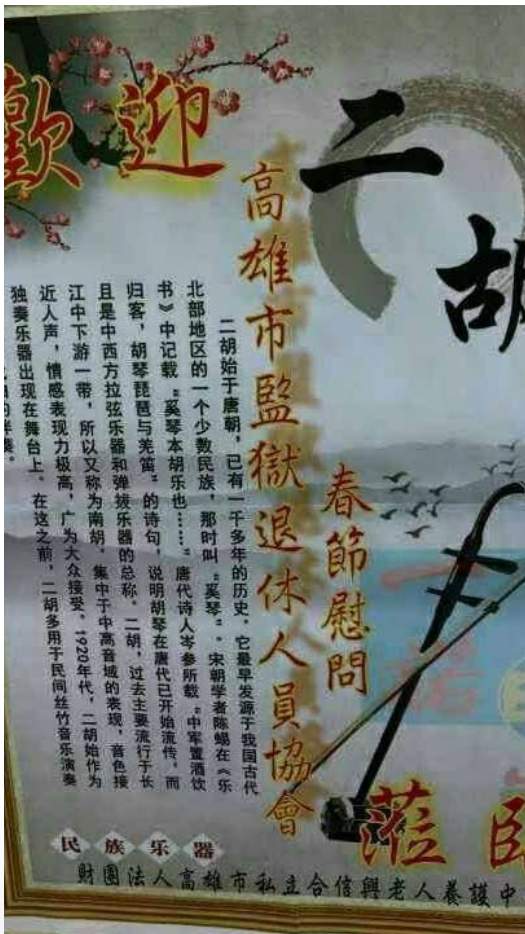 歡迎
二胡
高雄市監獄退休人員協會
春節慰問
二胡始于唐朝，已有一千多年的历史。它最早发源于我国古代
北部地区的一个少数民族，那时叫“奚琴”。宋朝学者陈旸在《乐
书》中记载“奚琴本胡乐也……”唐代诗人岑参所载“中军置酒饮
归客，胡琴琵琶与羌笛”的诗句，说明胡琴在唐代已开始流传，而
且是中西方拉弦乐器和弹拨乐器的总称。二胡，过去主要流行于长
江中下游一带，所以又称为南胡。集中于中高音域的表现，音色接
近人声，情感表现力极高，广为大众接受。1920年代，二胡始作为
独奏乐器出现在舞台上。在这之前，二胡多用于民间丝竹音乐演奏
伴奏。
蒞臨
民族乐器
財團法人高雄市私立合信興老人養護中